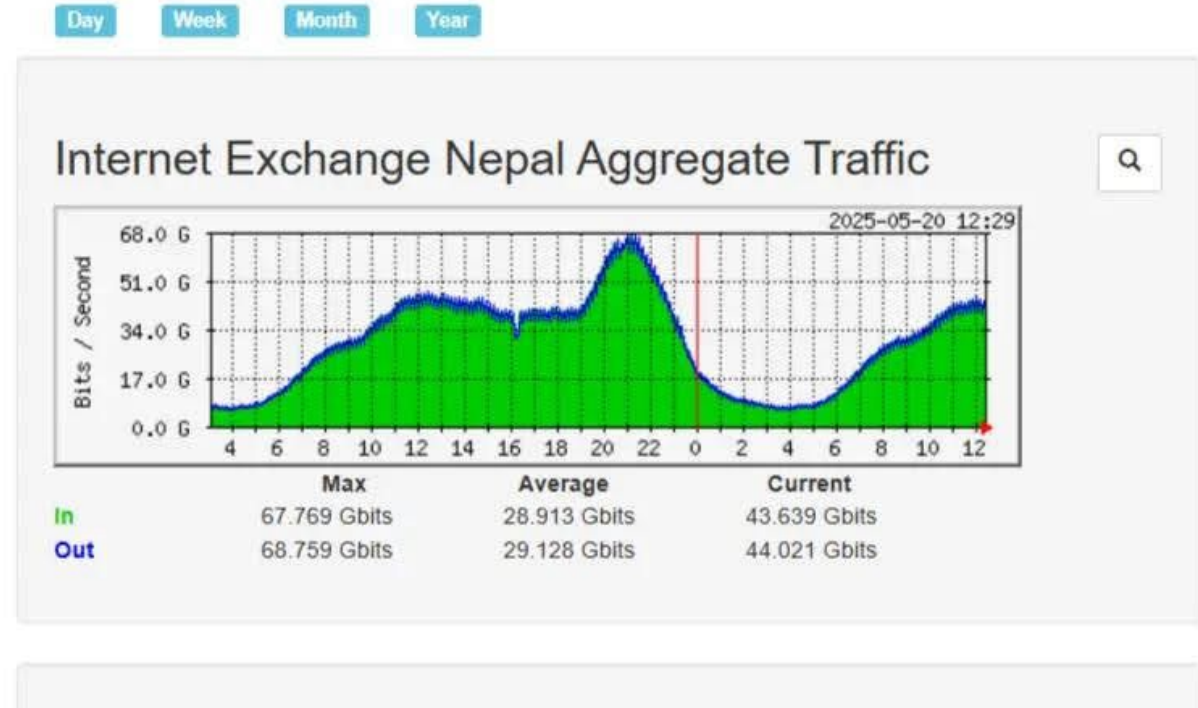 Day Week Month Year
Internet Exchange Nepal Aggregate Traffic
2025-05-20 12:29
Bits / Second
68.0 G
51.0 G
34.0 G
17.0 G
0.0 G
4 6 8 10 12 14 16 18 20 22 0 2 4 6 8 10 12
Max Average Current
In 67.769 Gbits 28.913 Gbits 43.639 Gbits
Out 68.759 Gbits 29.128 Gbits 44.021 Gbits